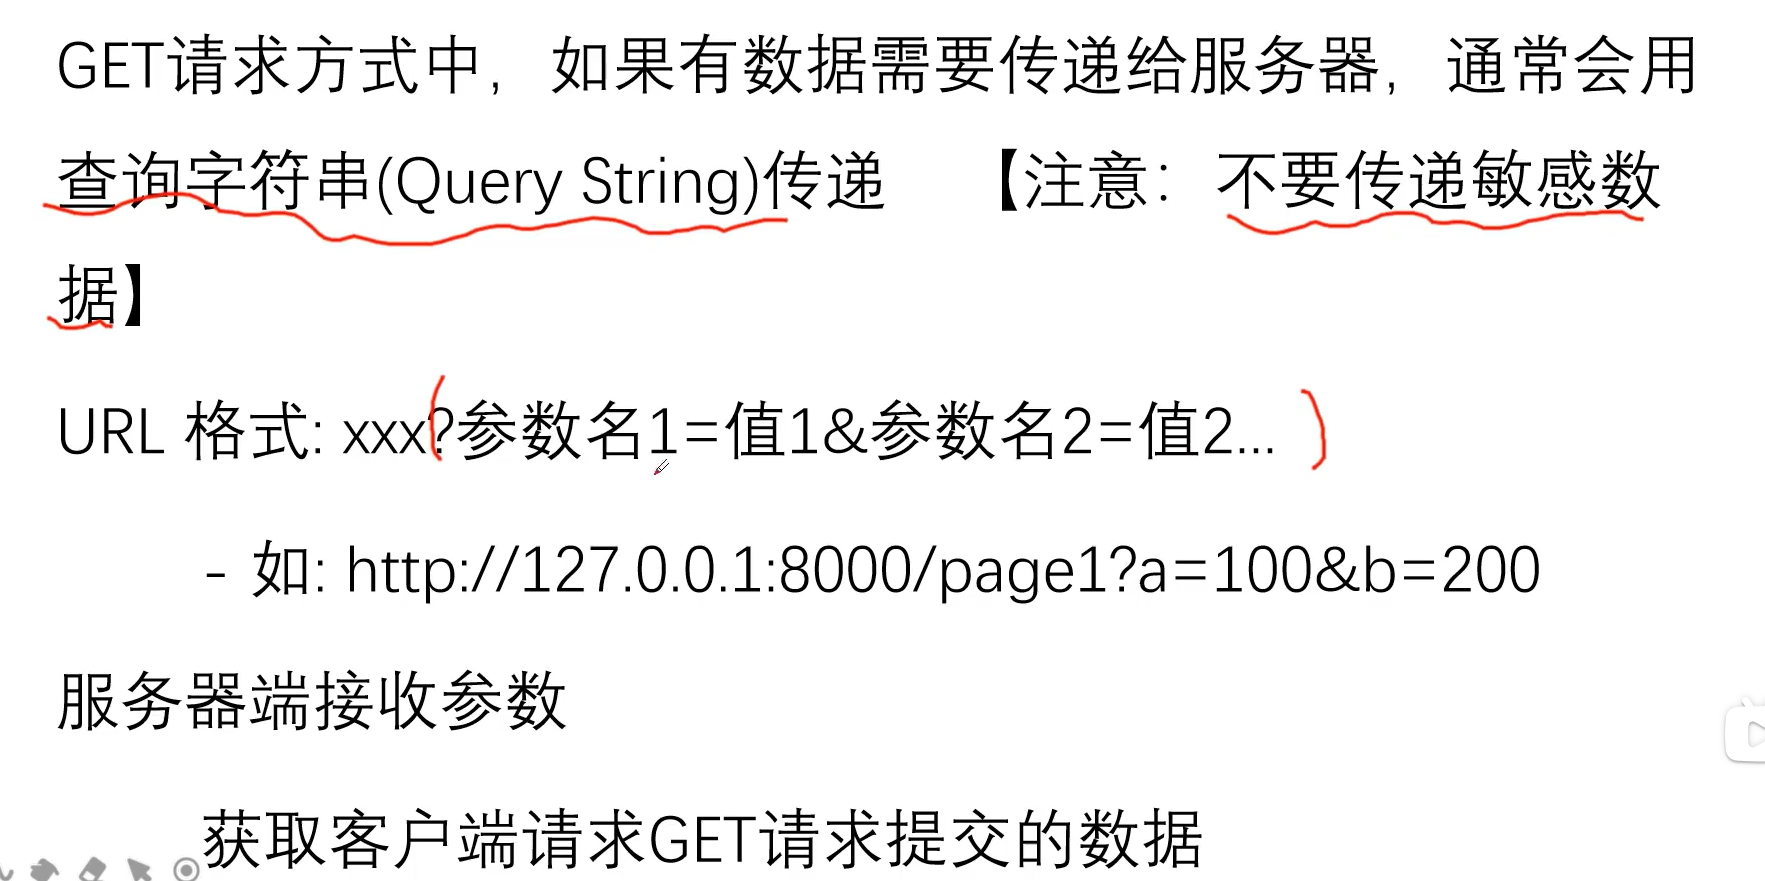 GET请求方式中，如果有数据需要传递给服务器，通常会用
查询字符串(Query String)传递 【注意：不要传递敏感数
据】
URL 格式: xxx?参数名1=值1&参数名2=值2...
- 如: http://127.0.0.1:8000/page1?a=100&b=200
服务器端接收参数
获取客户端请求GET请求提交的数据